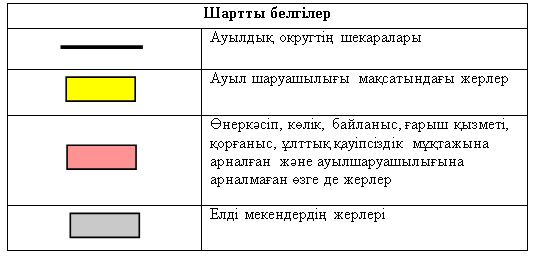 Шартты белгілер
Ауылдық округтің шекаралары
Ауыл шаруашылығы мақсатындағы жерлер
Өнеркәсіп, көлік, байланыс, ғарыш қызметі,
қорғаныс, ұлттық қауіпсіздік мұқтажына
арналған және ауылшаруашылығына
арналмаған өзге де жерлер
Елді мекендердің жерлері